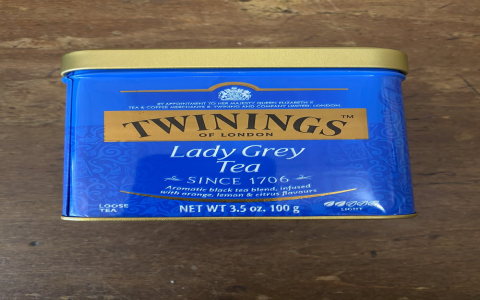 BY APPOINTMENT TO HER MAJESTY QUEEN ELIZABETH II
TEA & COFFEE MERCHANTS R. TWINING AND COMPANY LIMITED, LONDON
TWININGS™
OF LONDON
Lady Grey
Tea
SINCE 1706
Aromatic black tea blend, infused
with orange, lemon & citrus flavours
LOOSE
TEA
NET WT 3.5 oz. 100 g
LIGHT